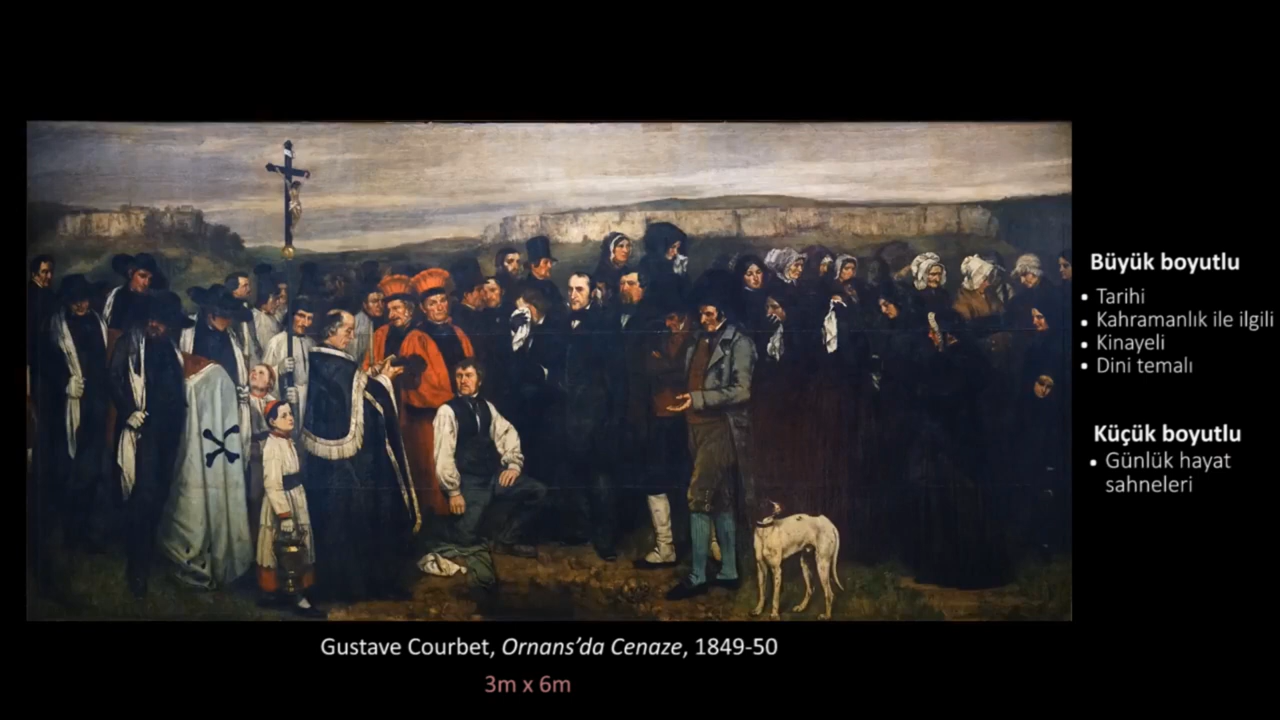 Büyük boyutlu
• Tarihi
• Kahramanlık ile ilgili
• Kinayeli
• Dini temalı
Küçük boyutlu
• Günlük hayat
sahneleri
Gustave Courbet, Ornans’da Cenaze, 1849-50
3m x 6m